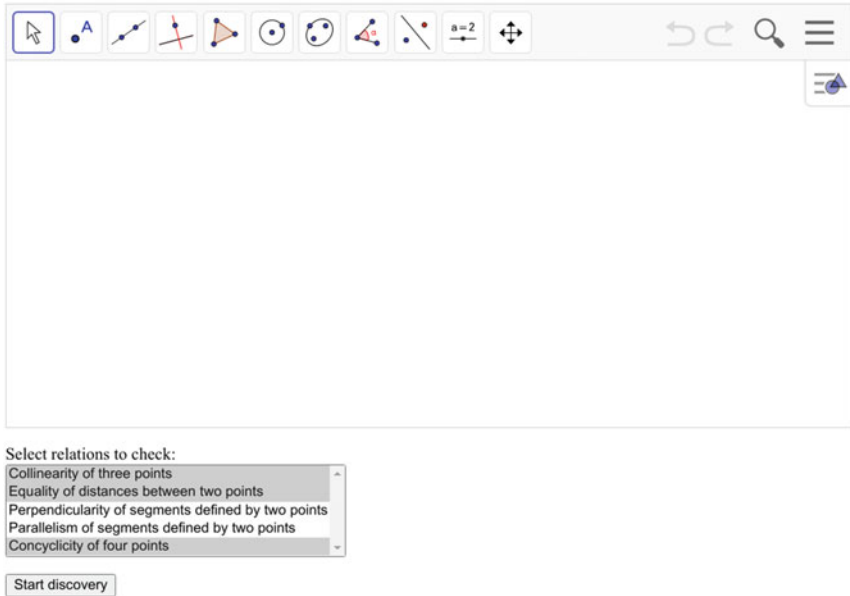 A
α
a=2
Select relations to check:
Collinearity of three points
Equality of distances between two points
Perpendicularity of segments defined by two points
Parallelism of segments defined by two points
Concyclicity of four points
Start discovery